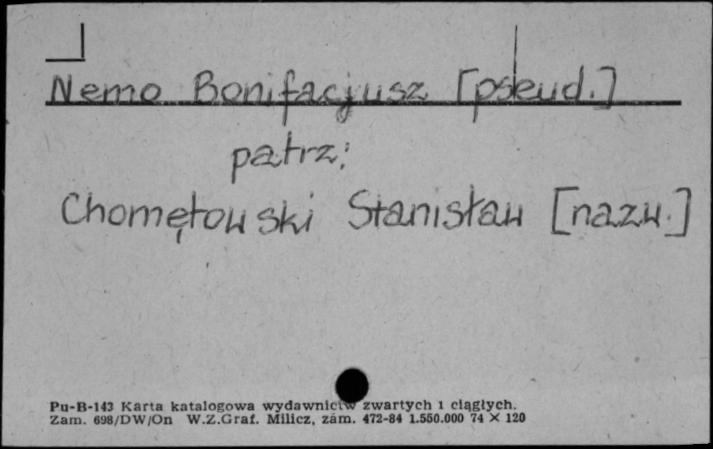 Nemo Bonifacjusz [pseud.]
patrz:
Chomętowski Stanisław [nazw.]
Pu-B-143 Karta katalogowa wydawnictw zwartych i ciągłych.
Zam. 698/DW/On W.Z.Graf. Milicz, zam. 472-84 1.550.000 74 × 120